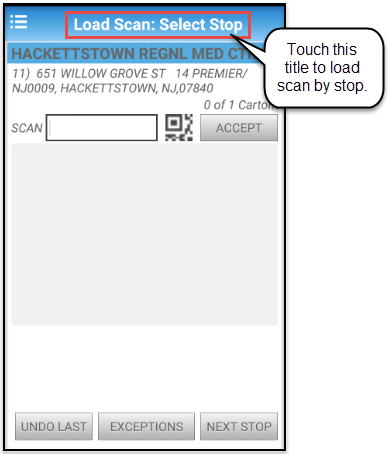 Load Scan: Select Stop
Touch this
title to load
scan by stop.
HACKETTSTOWN REGNL MED CT
11) 651 WILLOW GROVE ST 14 PREMIER/
NJ0009, HACKETTSTOWN, NJ,07840
0 of 1 Cartons
SCAN
ACCEPT
UNDO LAST
EXCEPTIONS
NEXT STOP